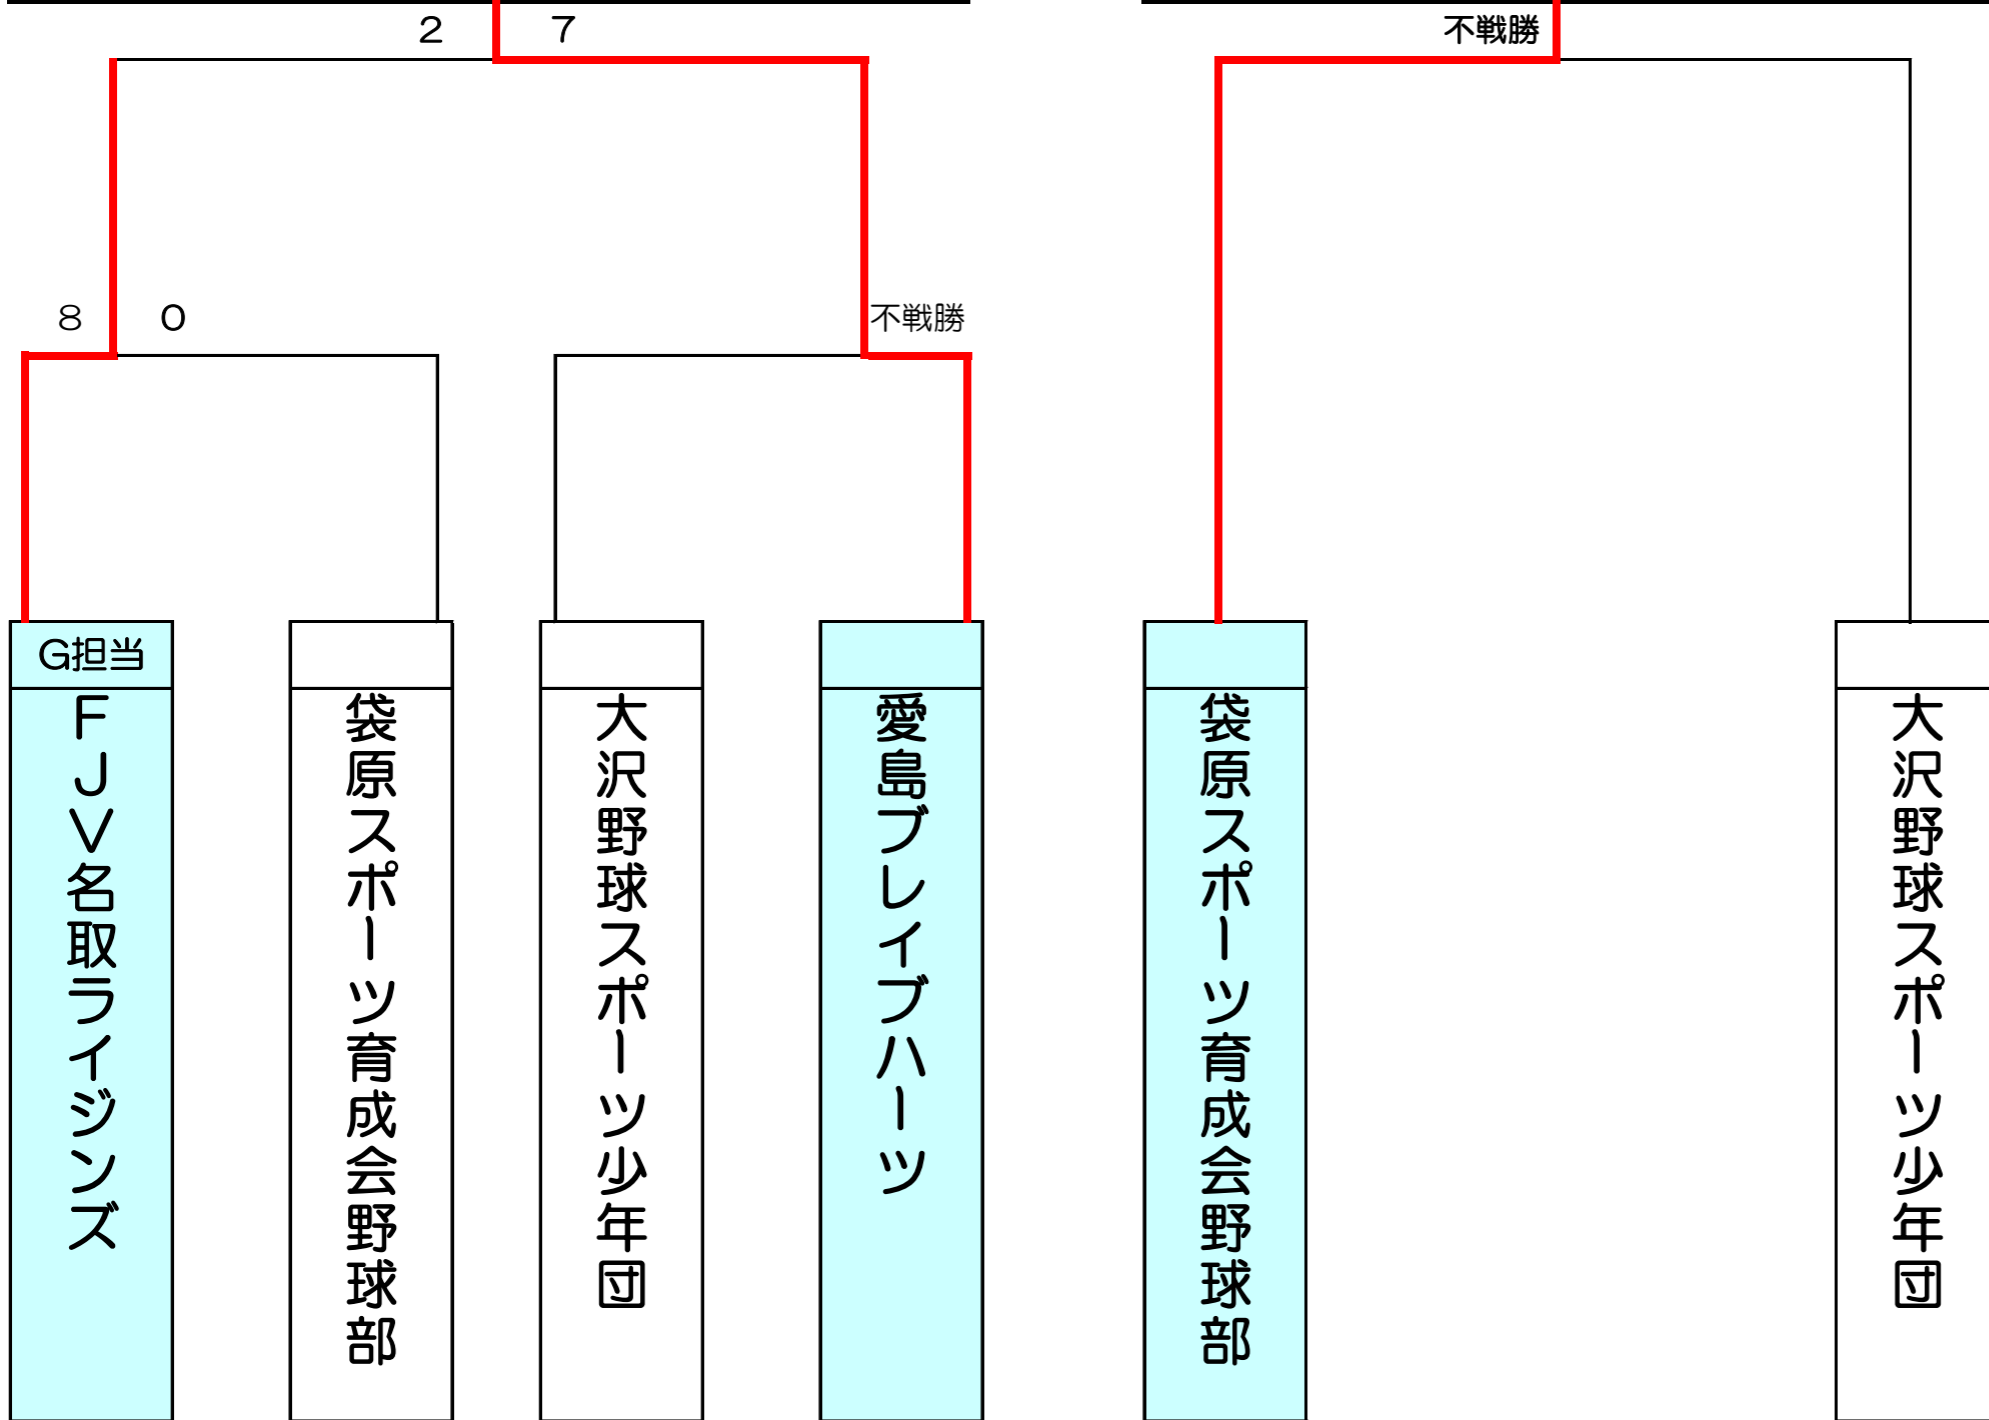 ２ ７ 不戦勝
８ ０ 不戦勝
G担当
ＦＪＶ名取ライジンズ
袋原スポーツ育成会野球部
大沢野球スポーツ少年団
愛島ブレイブハーツ
袋原スポーツ育成会野球部
大沢野球スポーツ少年団